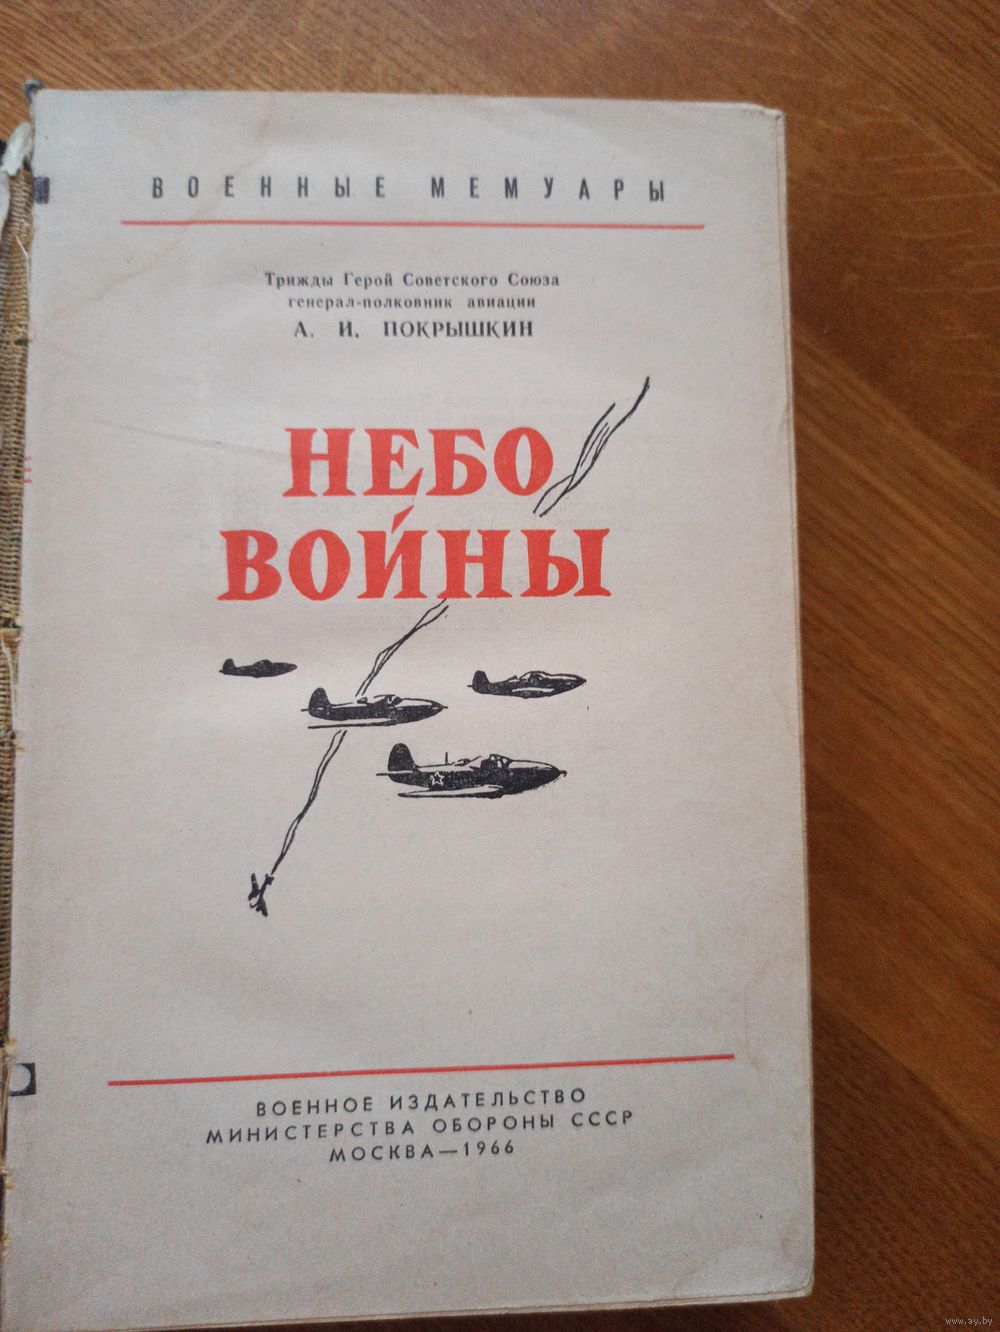 ВОЕННЫЕ МЕМУАРЫ
Трижды Герой Советского Союза
генерал-полковник авиации
А. И. ПОКРЫШКИН
НЕБО
ВОЙНЫ
ВОЕННОЕ ИЗДАТЕЛЬСТВО
МИНИСТЕРСТВА ОБОРОНЫ СССР
МОСКВА—1966
www.ay.by